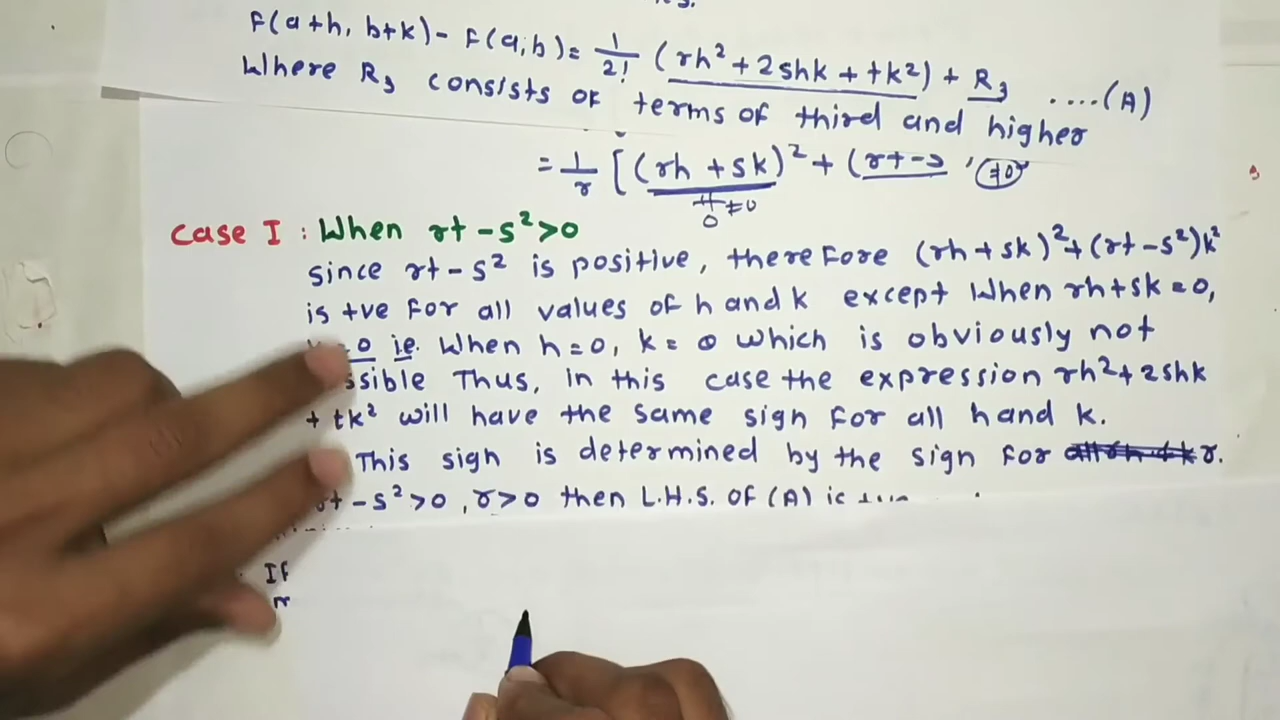 F(a+h, b+k) - F(a,b) = 1/2! (rh² + 2shk + tk²) + R₃ ....(A)
Where R₃ consists of terms of third and higher
= 1/r [(rh + sk)² + (rt - s ≠0
0 ≠0
Case I : When rt - s² > 0
Since rt - s² is positive, therefore (rh + sk)² + (rt - s²)k²
is +ve for all values of h and k except When rh + sk = 0,
= 0 ie. When h = 0, k = 0 which is obviously not
ssible Thus, in this case the expression rh² + 2shk
+ tk² will have the same sign for all h and k.
This sign is determined by the sign for r.
t - s² > 0, r > 0 then L.H.S. of (A) is
If